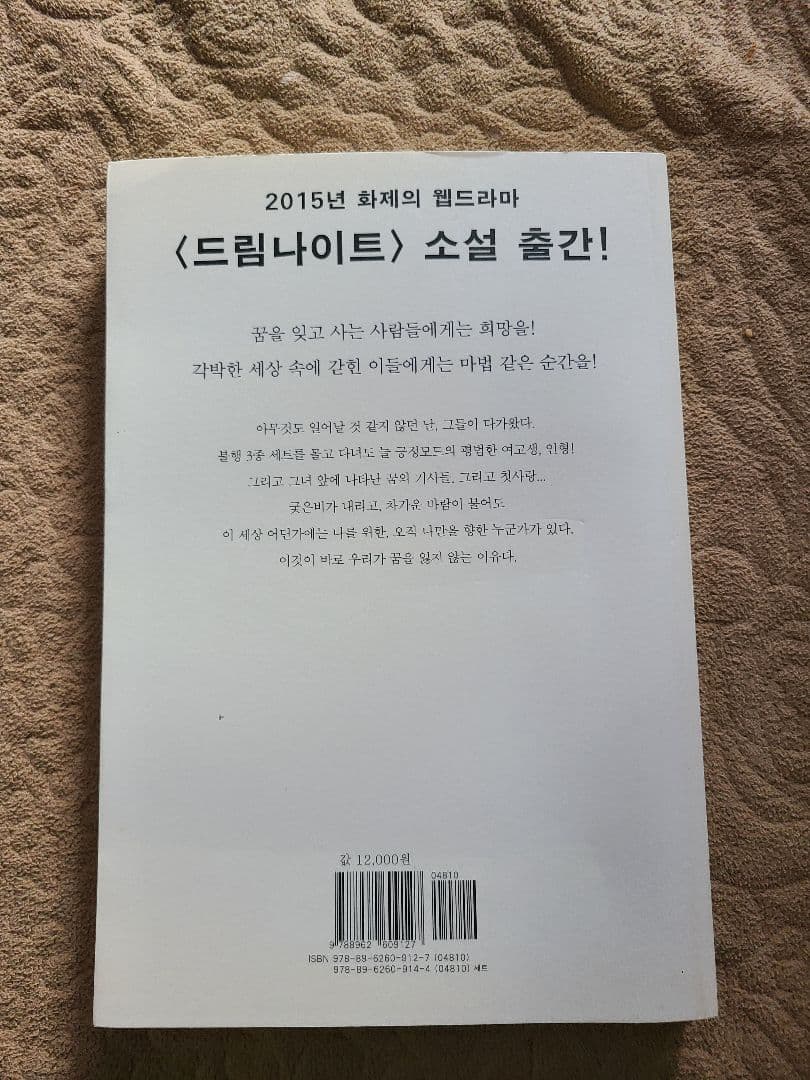 2015년 화제의 웹드라마
<드림나이트> 소설 출간!
꿈을 잊고 사는 사람들에게는 희망을!
각박한 세상 속에 갇힌 이들에게는 마법 같은 순간을!
아무것도 일어날 것 같지 않던 난, 그들이 다가왔다.
불행 3종 세트를 몰고 다녀도 늘 긍정모드의 평범한 여고생, 인형!
그리고 그녀 앞에 나타난 꿈의 기사들. 그리고 첫사랑...
궂은비가 내리고, 차가운 바람이 불어도
이 세상 어딘가에는 나를 위한, 오직 나만을 향한 누군가가 있다.
이것이 바로 우리가 꿈을 잃지 않는 이유다.
값 12,000원
04810
9 788962 609127
ISBN 978-89-6260-912-7 (04810)
978-89-6260-914-4 (04810) 세트